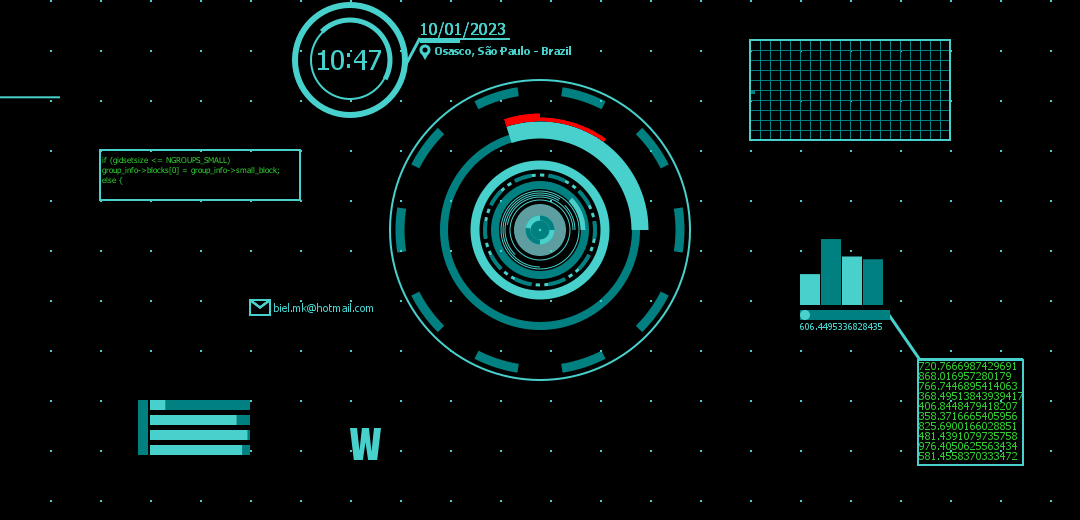 10/01/2023
10:47
Osasco, São Paulo - Brazil
if (gidsetsize <= NGROUPS_SMALL)
group_info->blocks[0] = group_info->small_block;
else {
biel.mk@hotmail.com
606.4495336828435
720.7666987429691
868.016957280179
766.7446895414063
368.49513843939417
406.8448479418207
358.3716665405956
825.6900166028851
481.4391079735758
976.4050625563434
581.4558370333472
W